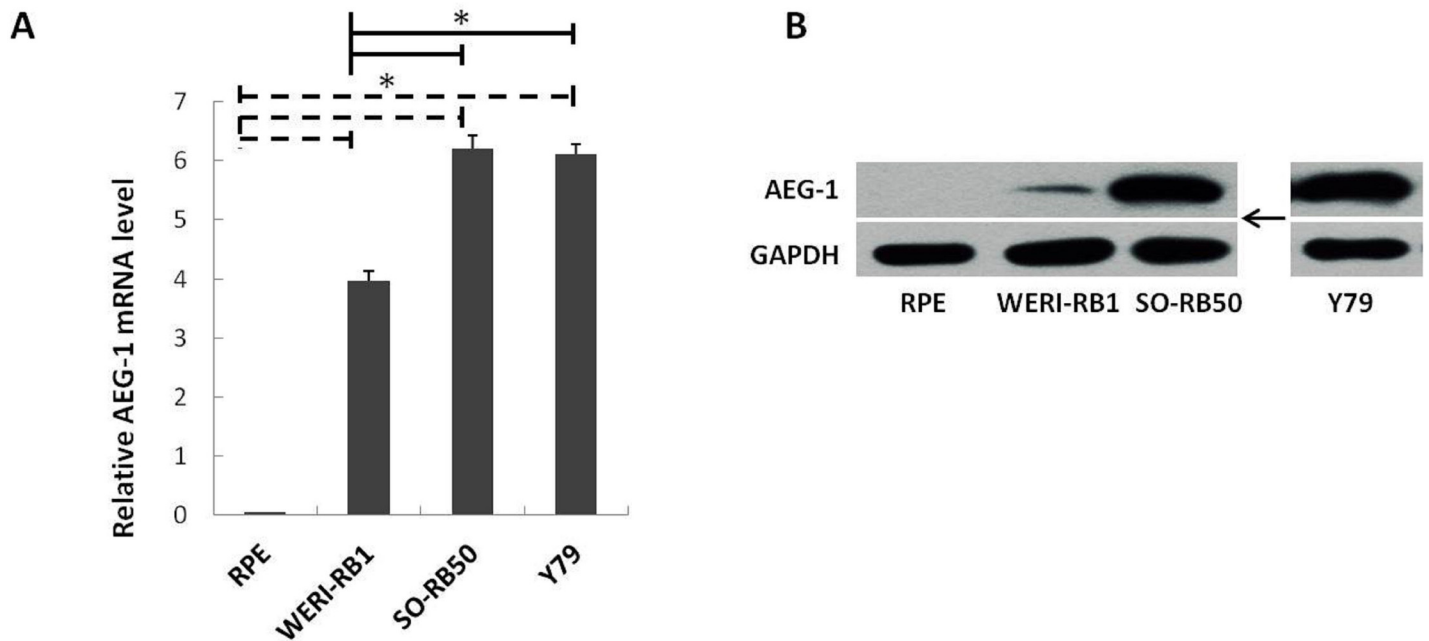 A
B
*
*
Relative AEG-1 mRNA level
7
6
5
4
3
2
1
0
RPE
WERI-RB1
SO-RB50
Y79
AEG-1
GAPDH
RPE WERI-RB1 SO-RB50 Y79